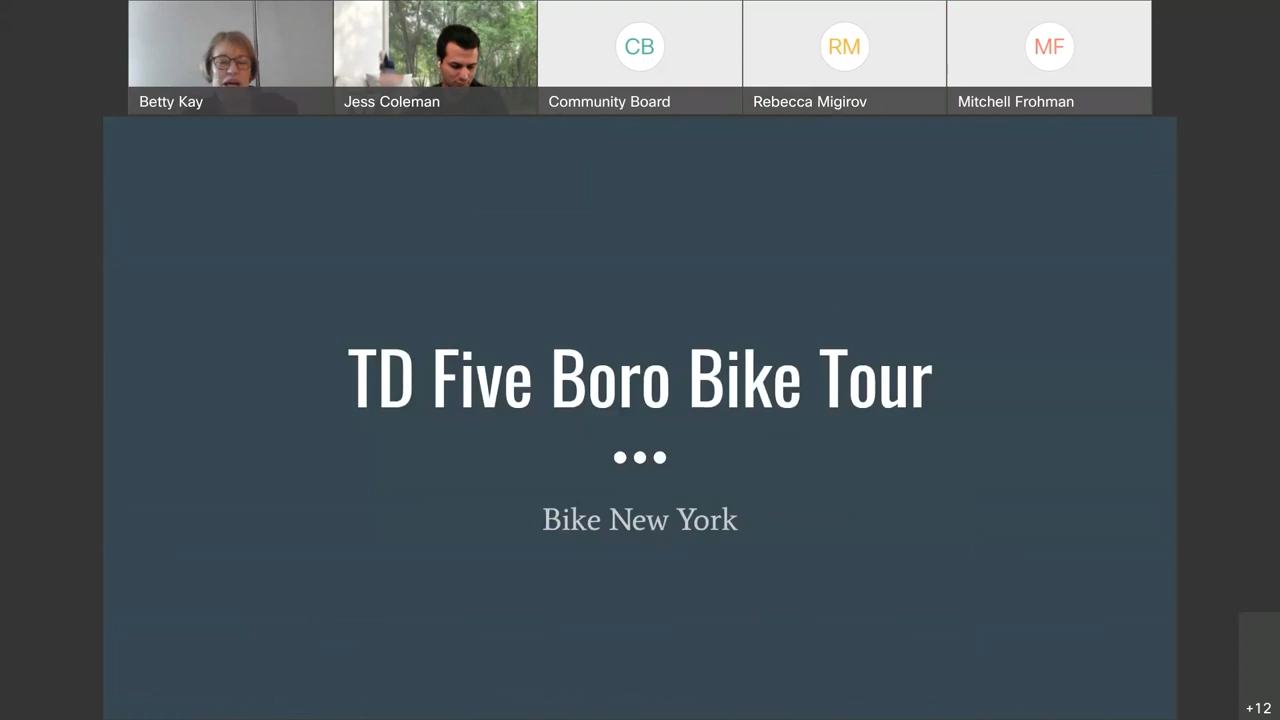 CB
RM
MF
Betty Kay
Jess Coleman
Community Board
Rebecca Migirov
Mitchell Frohman
TD Five Boro Bike Tour
Bike New York
+12